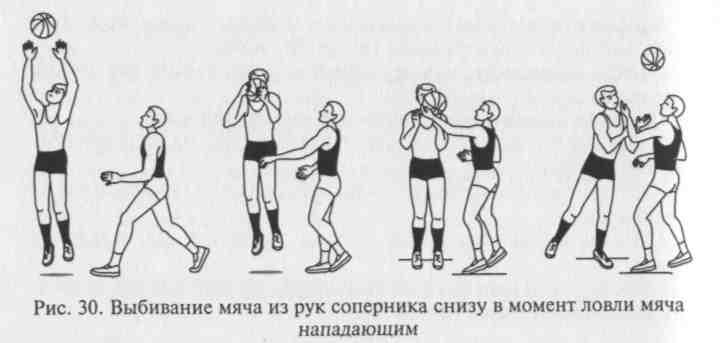 Рис. 30. Выбивание мяча из рук соперника снизу в момент ловли мяча
нападающим